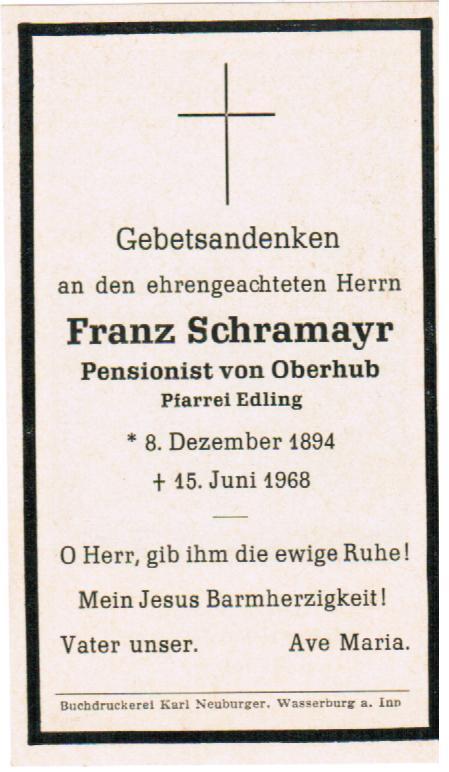 Gebetsandenken
an den ehrengeachteten Herrn
Franz Schramayr
Pensionist von Oberhub
Pfarrei Edling
* 8. Dezember 1894
† 15. Juni 1968
O Herr, gib ihm die ewige Ruhe!
Mein Jesus Barmherzigkeit!
Vater unser. Ave Maria.
Buchdruckerei Karl Neuburger, Wasserburg a. Inn